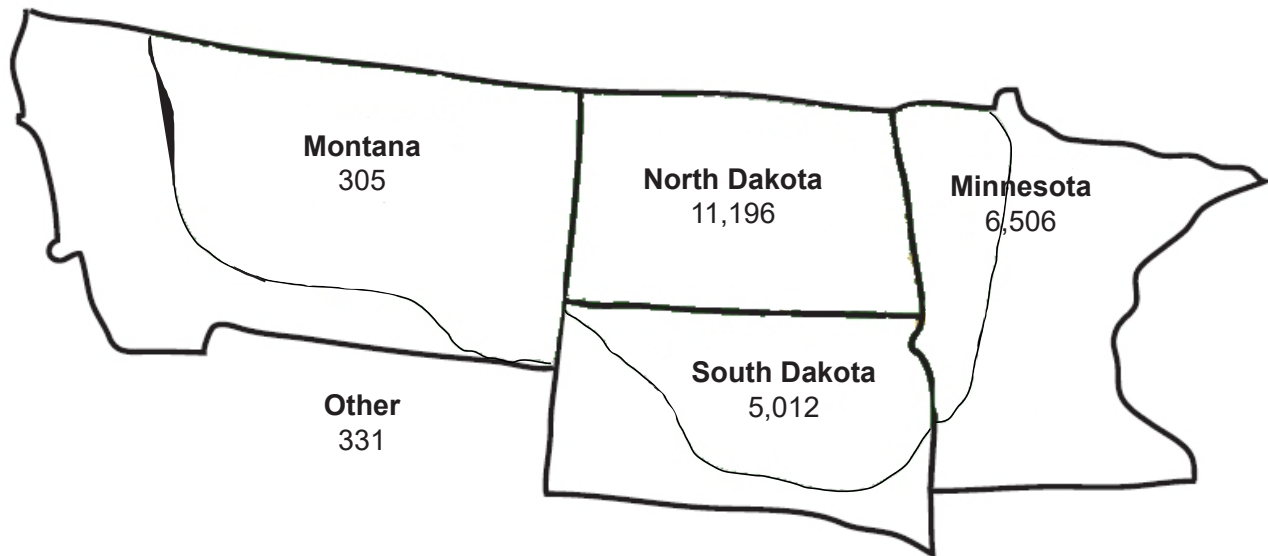 Montana
305
North Dakota
11,196
Minnesota
6,506
South Dakota
5,012
Other
331